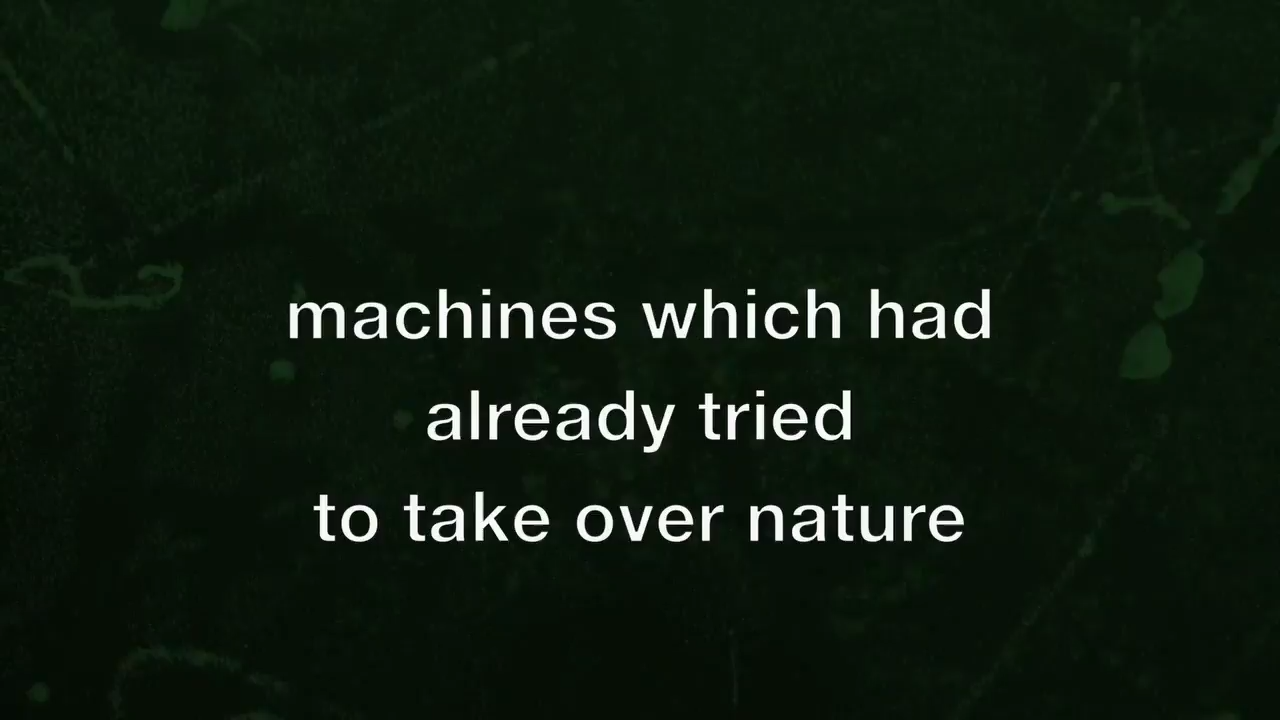 machines which had
already tried
to take over nature